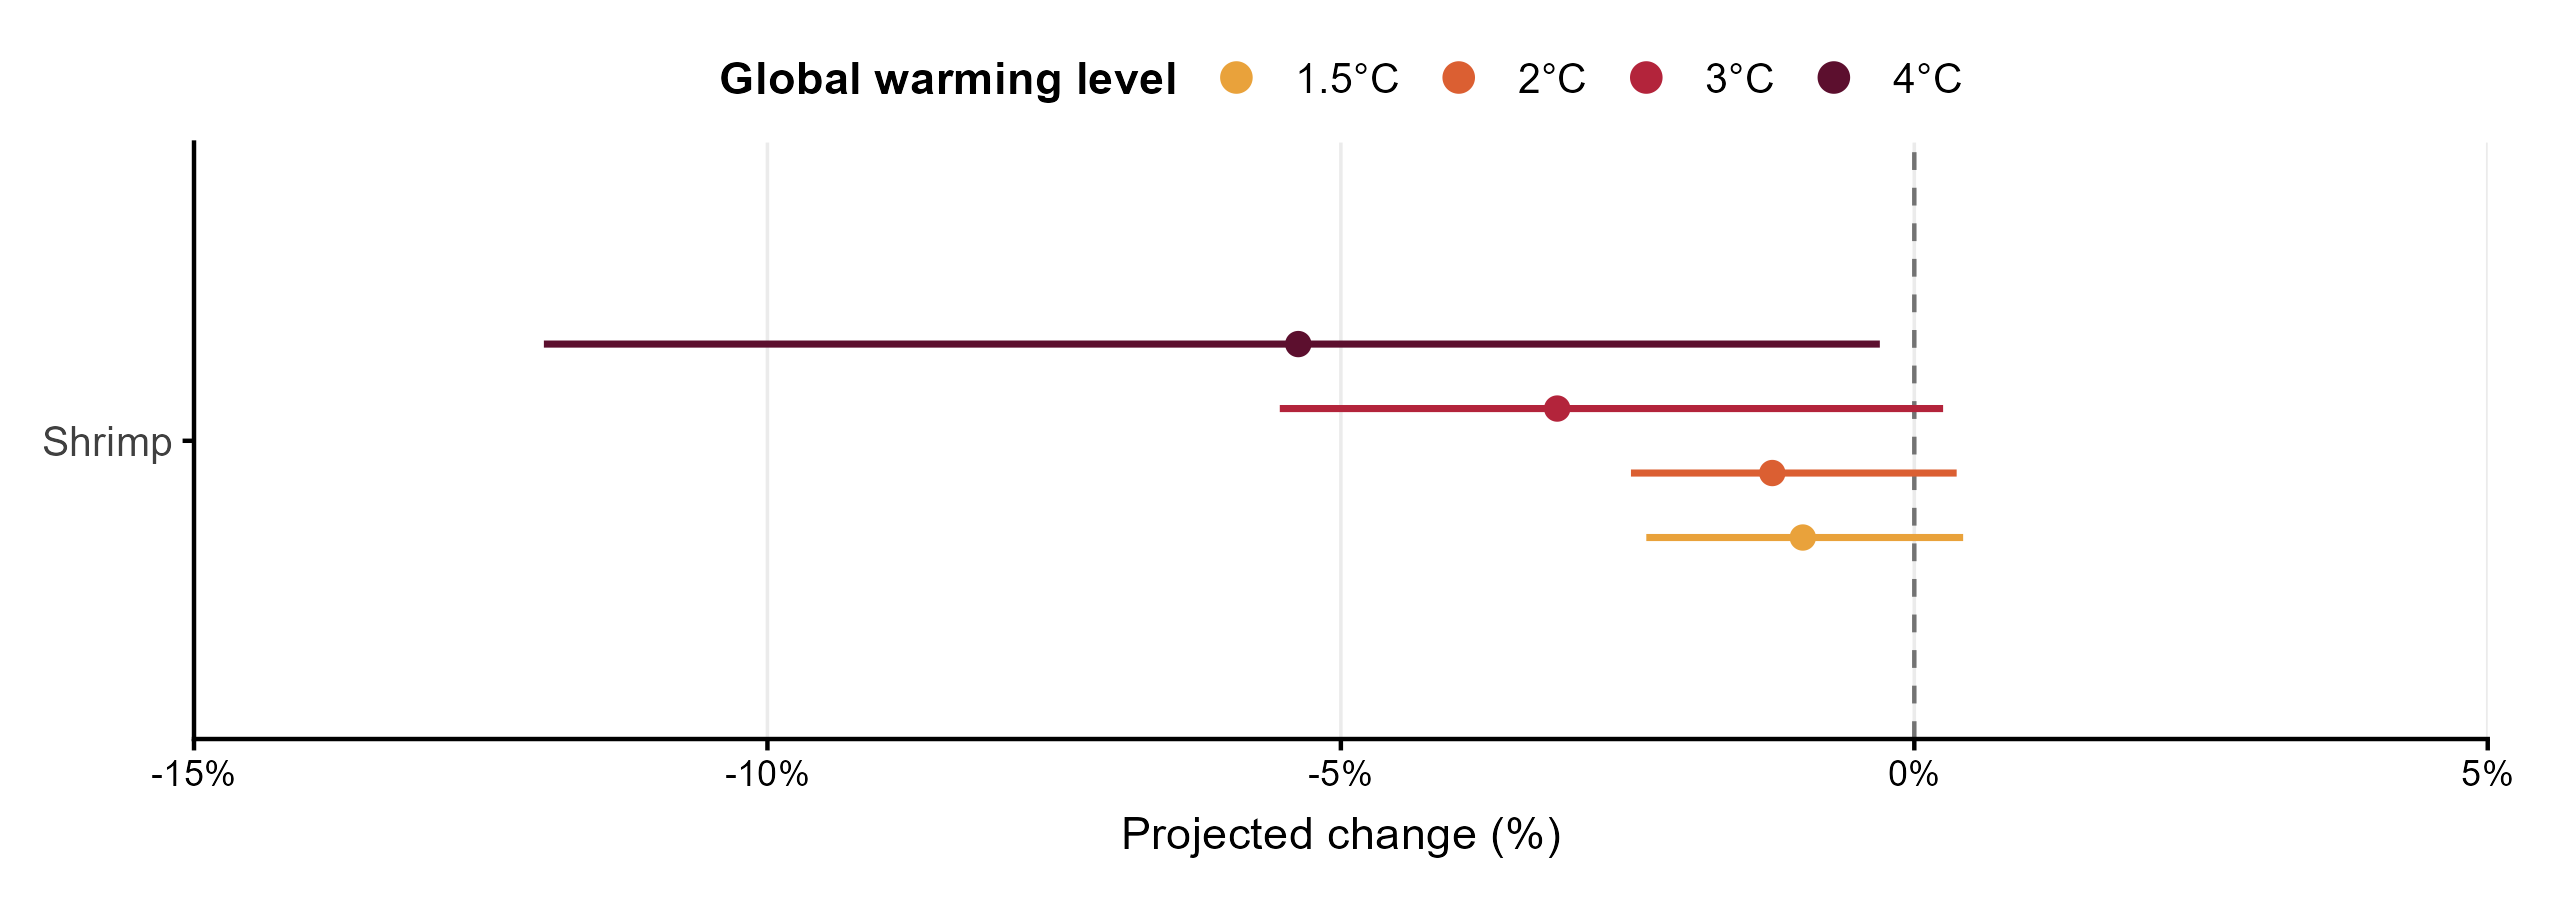 Global warming level 1.5°C 2°C 3°C 4°C
Shrimp
-15% -10% -5% 0% 5%
Projected change (%)